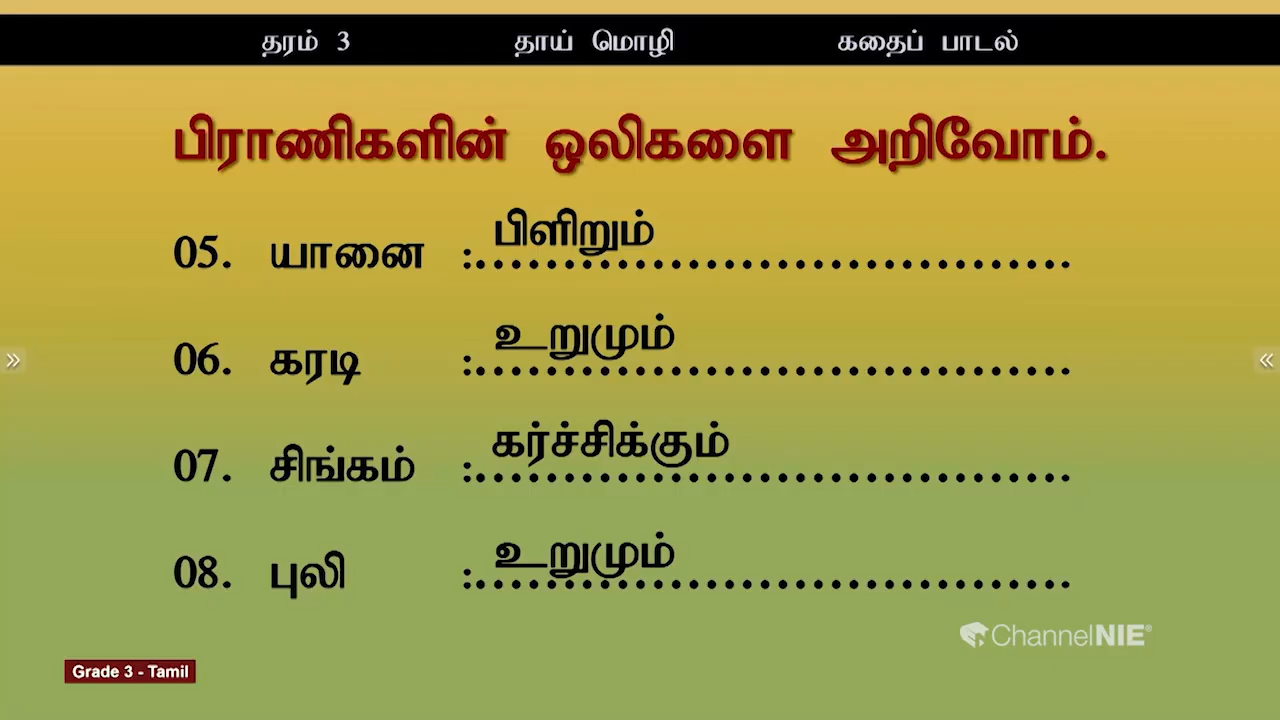 தரம் 3 தாய் மொழி கதைப் பாடல்
பிராணிகளின் ஒலிகளை அறிவோம்.
05. யானை :பிளிறும்.................................
06. கரடி :உறுமும்.................................
07. சிங்கம் :கர்ச்சிக்கும்.................................
08. புலி :உறுமும்.................................
ChannelNIE®
Grade 3 - Tamil